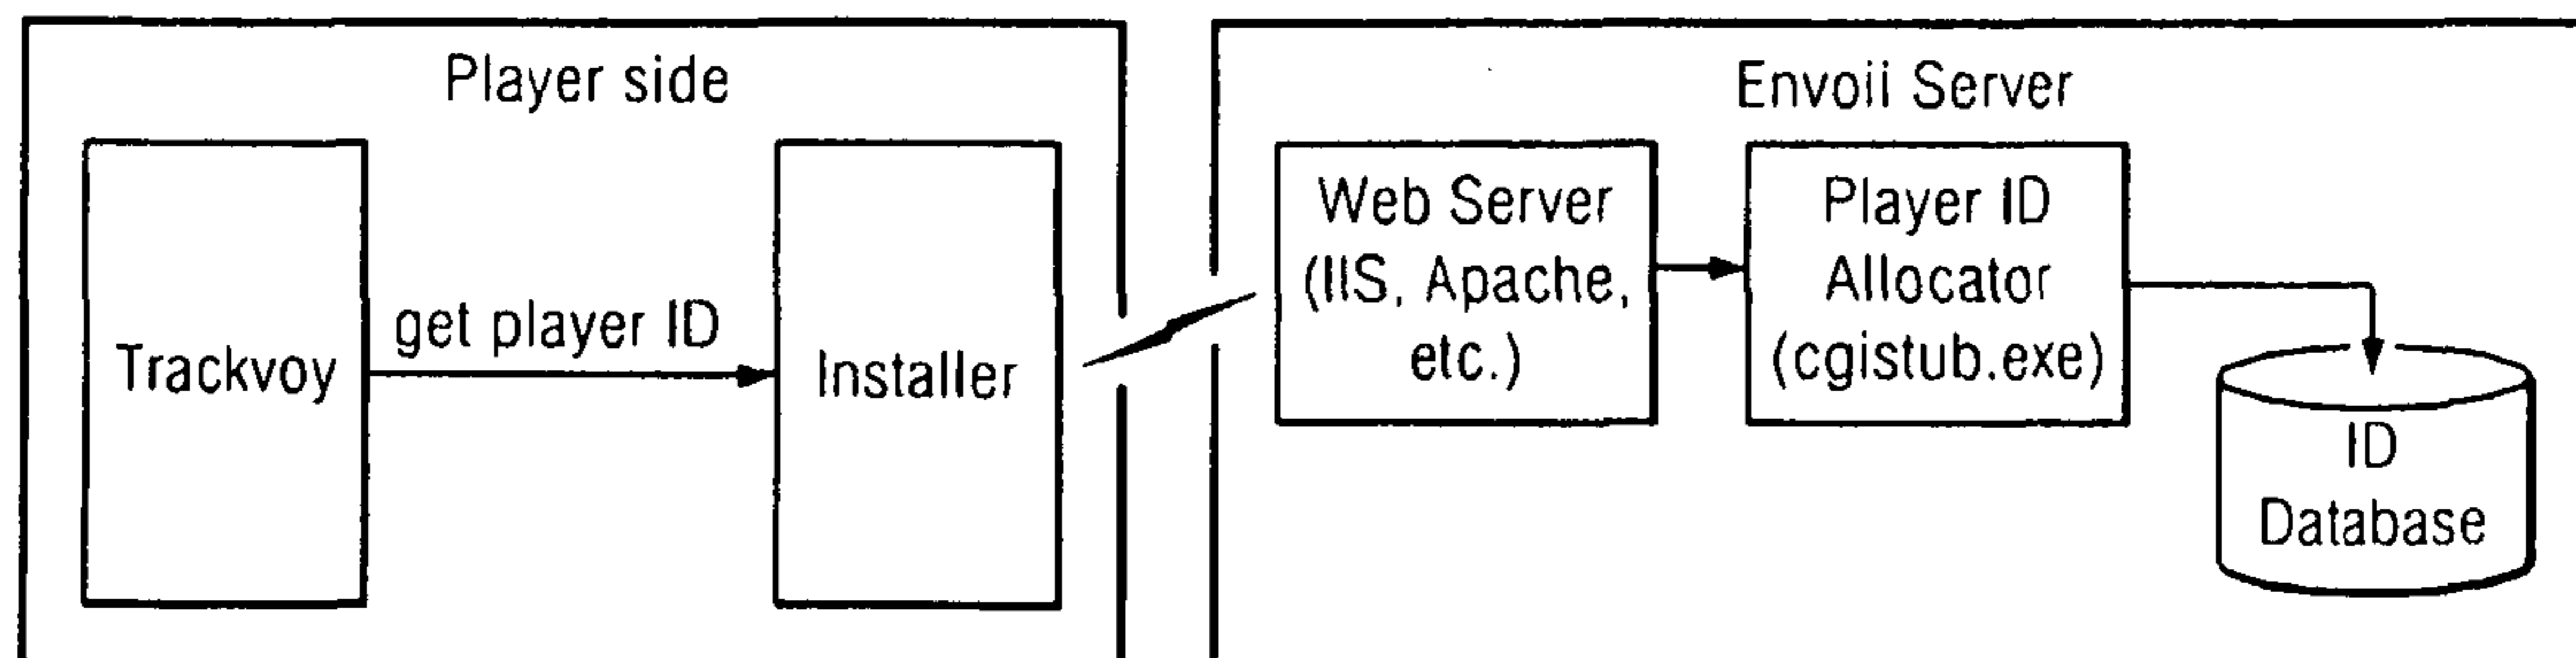 Player side
Trackvoy
get player ID
Installer
Envoii Server
Web Server
(IIS, Apache,
etc.)
Player ID
Allocator
(cgistub.exe)
ID
Database